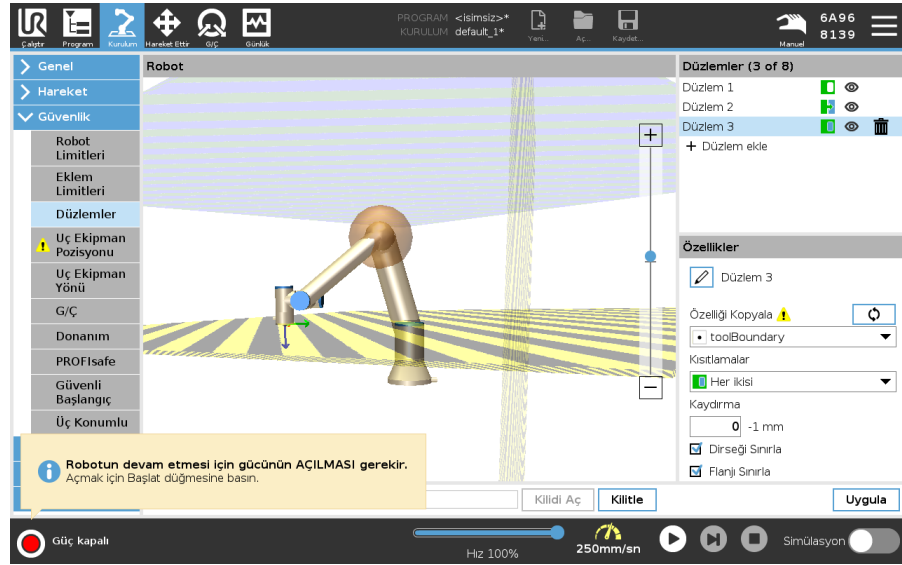 UR
PROGRAM <isimsiz>*
KURULUM default_1*
6A96
8139
Çalıştır
Program
Kurulum
Hareket Ettir
G/Ç
Günlük
Yeni...
Aç...
Kaydet...
Manuel
Genel
Hareket
Güvenlik
Robot
Limitleri
Eklem
Limitleri
Düzlemler
Uç Ekipman
Pozisyonu
Uç Ekipman
Yönü
G/Ç
Donanım
PROFIsafe
Güvenli
Başlangıç
Üç Konumlu
Robot
Düzlemler (3 of 8)
Düzlem 1
Düzlem 2
Düzlem 3
+ Düzlem ekle
Özellikler
Düzlem 3
Özelliği Kopyala
toolBoundary
Kısıtlamalar
Her ikisi
Kaydırma
0 -1 mm
Dirseği Sınırla
Flanjı Sınırla
Robotun devam etmesi için gücünün AÇILMASI gerekir.
Açmak için Başlat düğmesine basın.
Kilidi Aç
Kilitle
Uygula
Güç kapalı
Hız 100%
250mm/sn
Simülasyon